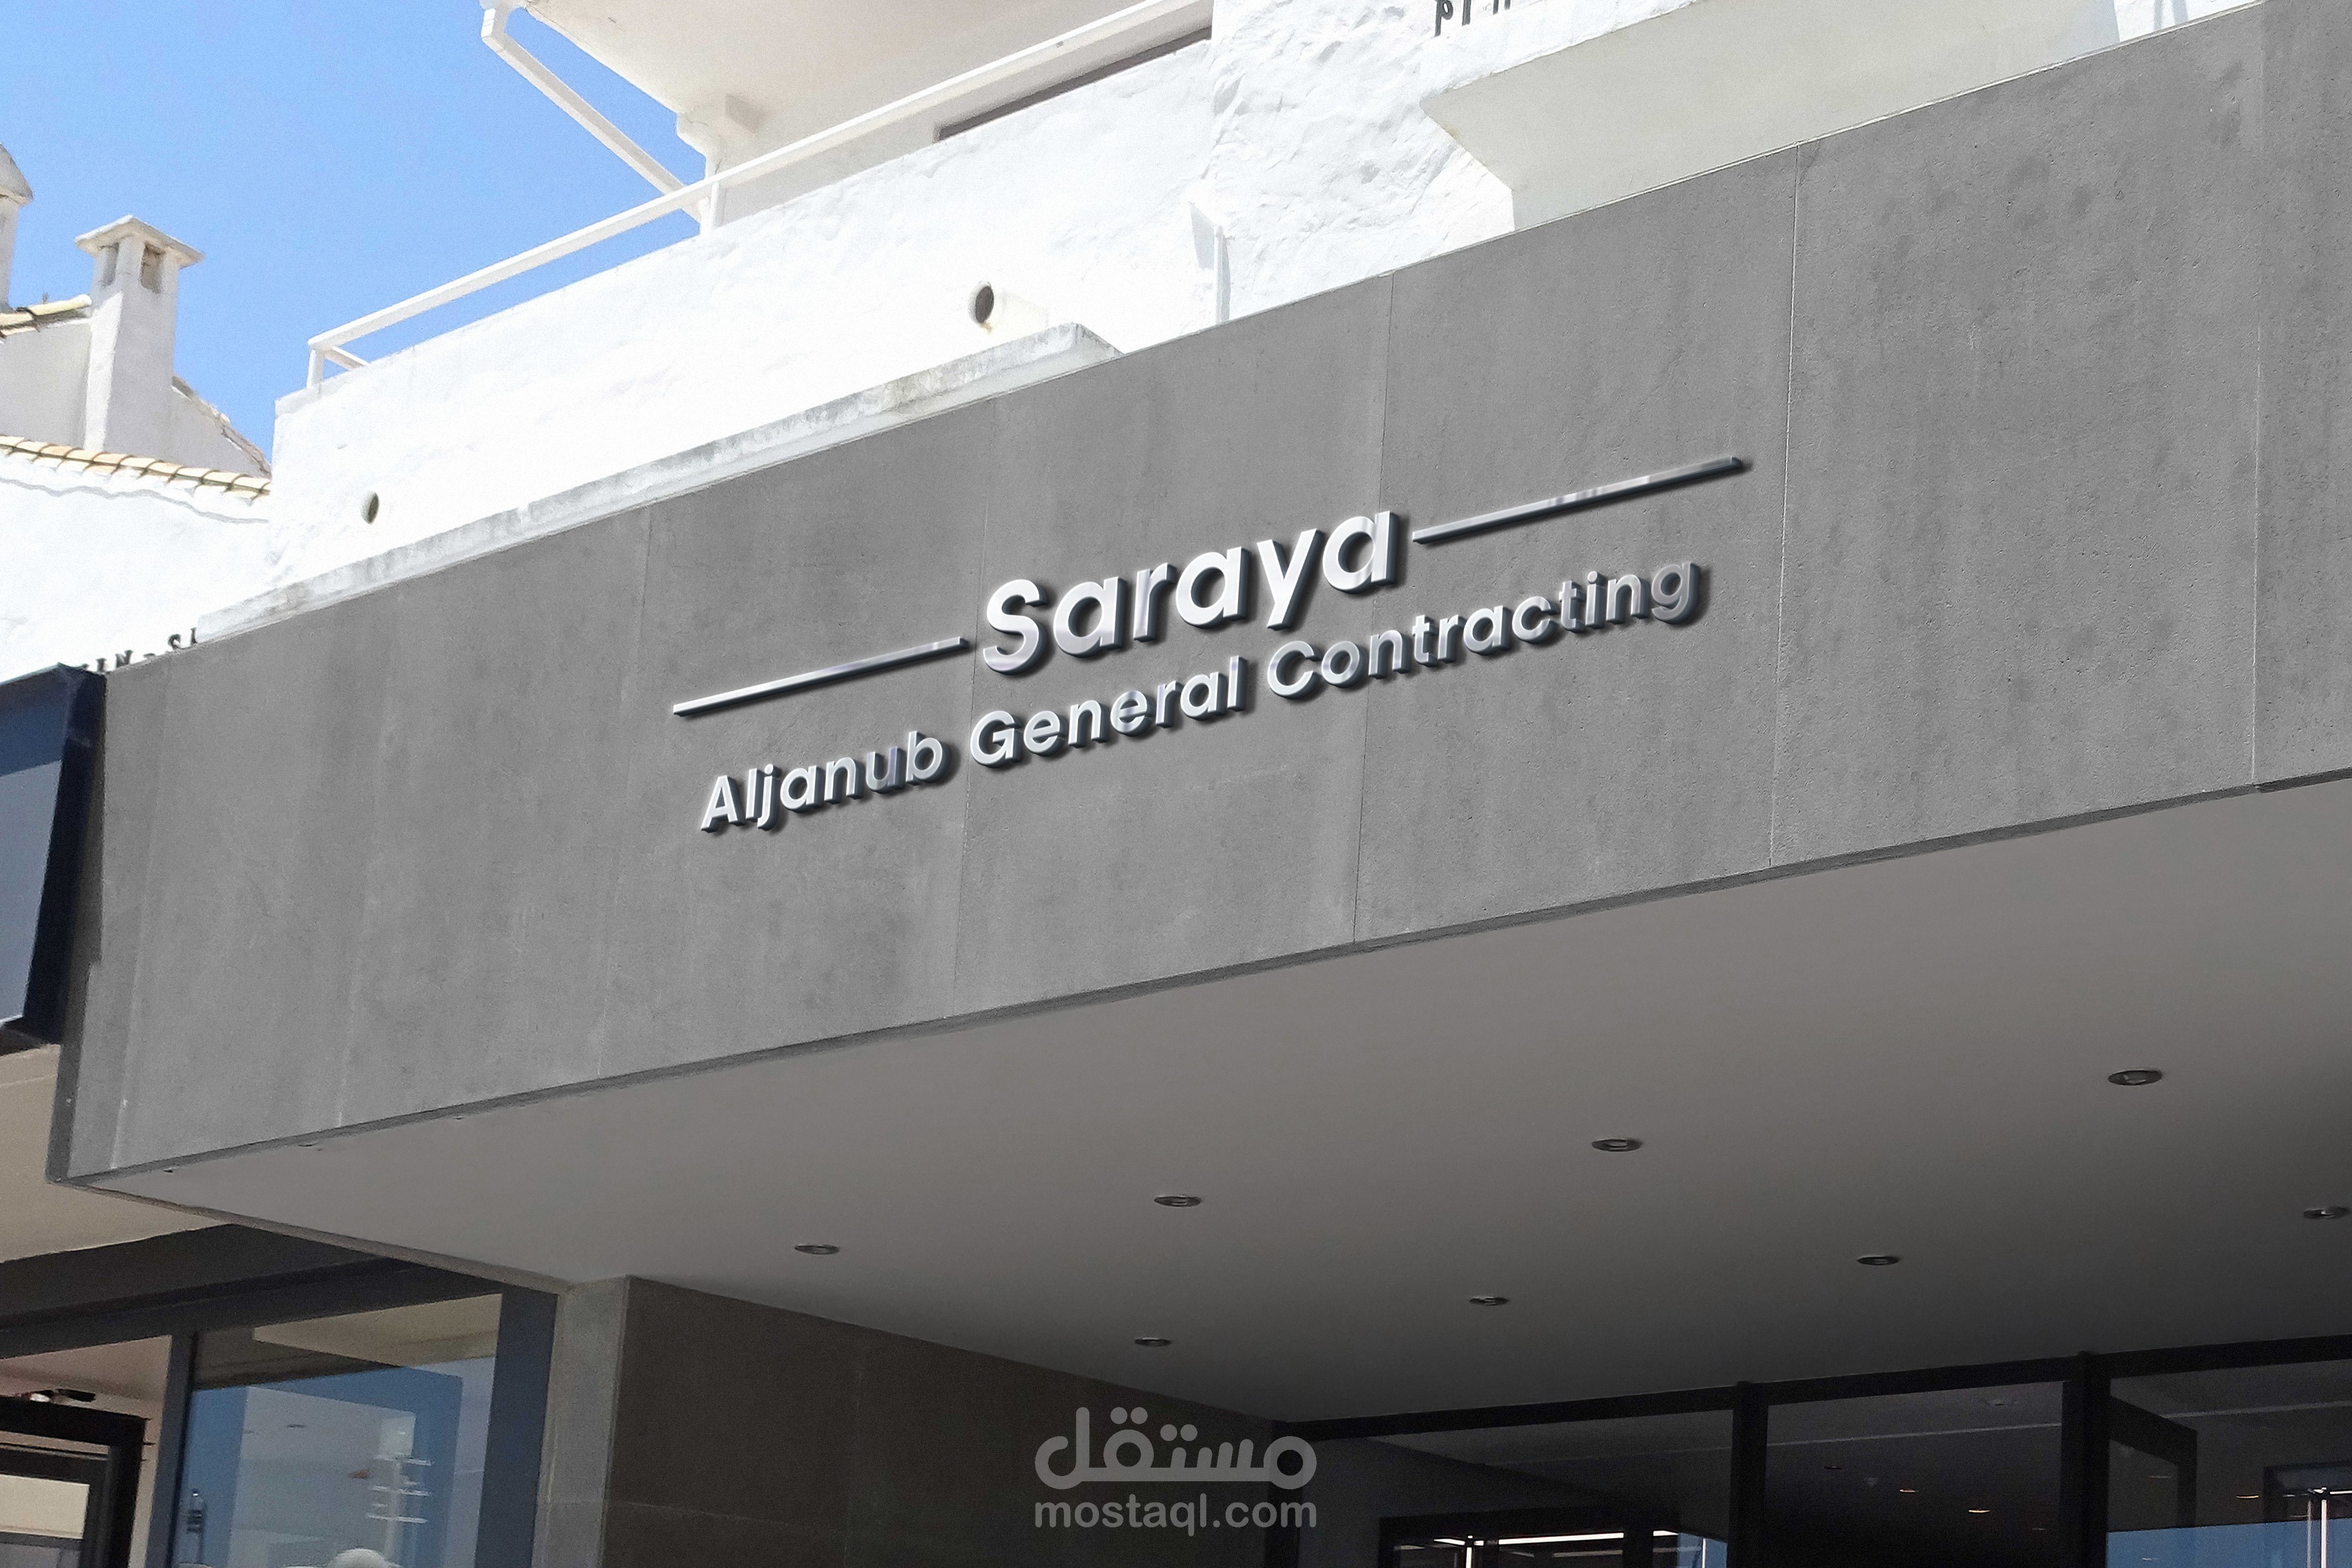 Saraya
Aljanub General Contracting
مستقل
mostaql.com